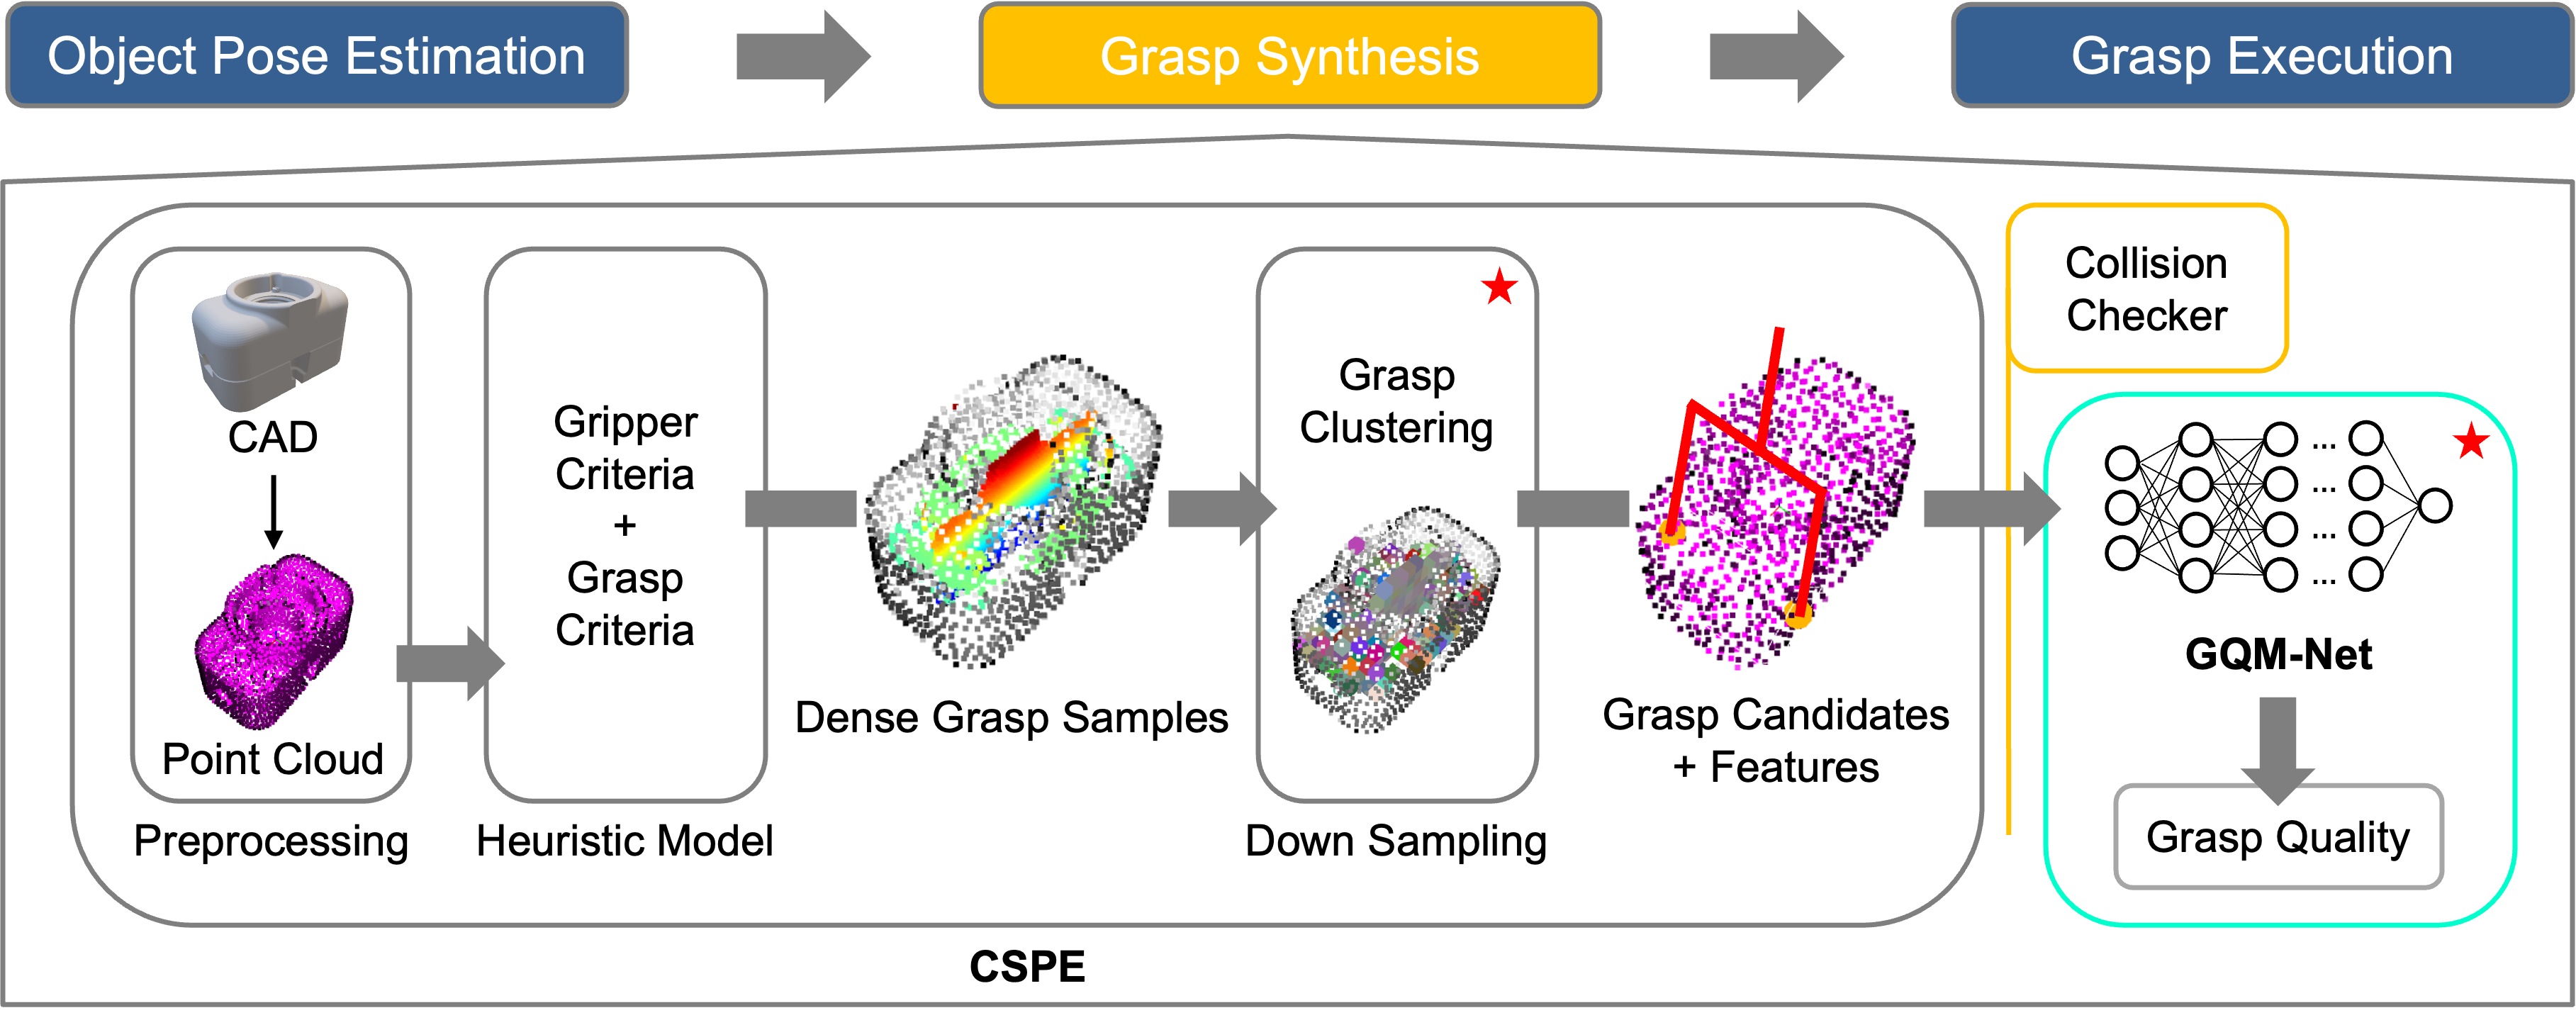 Object Pose Estimation
Grasp Synthesis
Grasp Execution
CAD
Point Cloud
Preprocessing
Gripper
Criteria
+
Grasp
Criteria
Heuristic Model
Dense Grasp Samples
Grasp
Clustering
Down Sampling
Grasp Candidates
+ Features
CSPE
Collision
Checker
...
...
...
...
GQM-Net
Grasp Quality